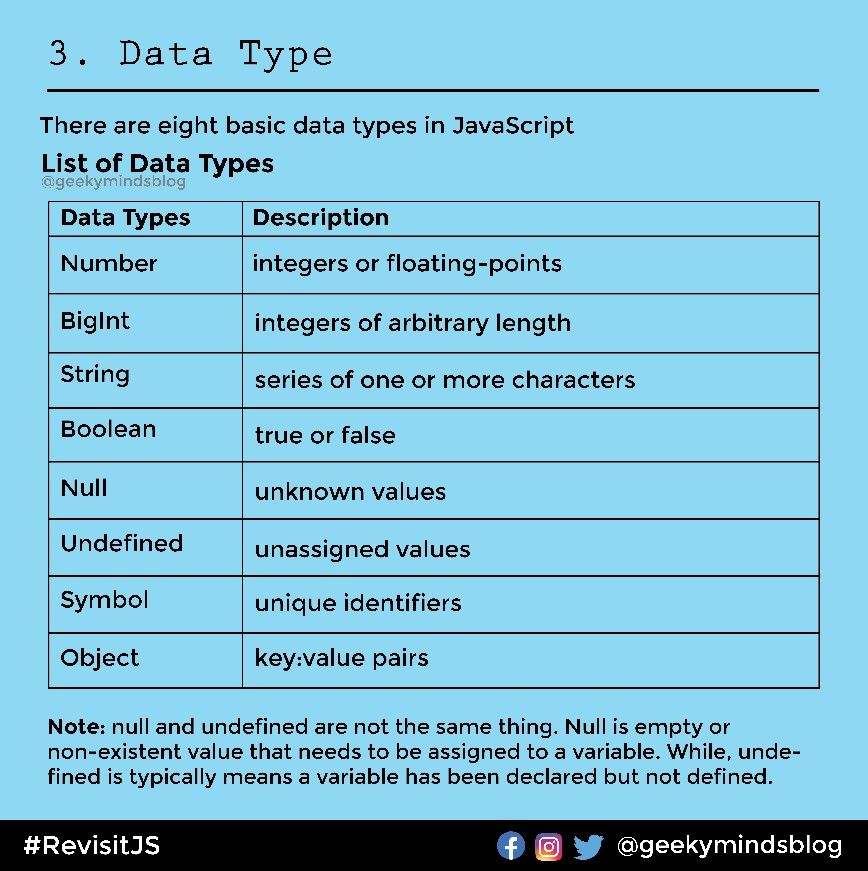 3. Data Type
There are eight basic data types in JavaScript
List of Data Types
@geekymindsblog
Data Types Description
Number integers or floating-points
BigInt integers of arbitrary length
String series of one or more characters
Boolean true or false
Null unknown values
Undefined unassigned values
Symbol unique identifiers
Object key:value pairs
Note: null and undefined are not the same thing. Null is empty or
non-existent value that needs to be assigned to a variable. While, unde-
fined is typically means a variable has been declared but not defined.
#RevisitJS @geekymindsblog